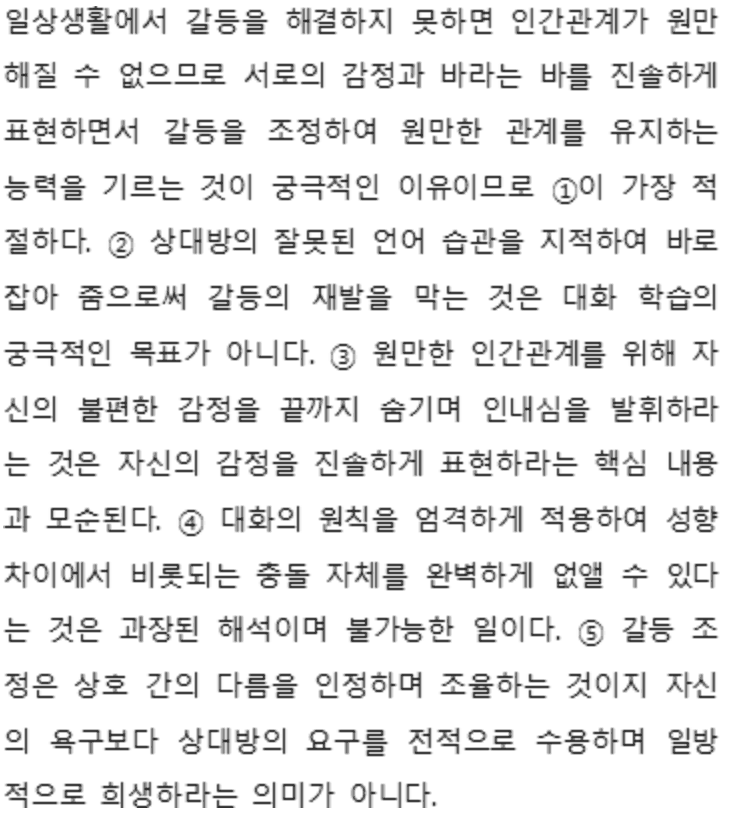 일상생활에서 갈등을 해결하지 못하면 인간관계가 원만
해질 수 없으므로 서로의 감정과 바라는 바를 진솔하게
표현하면서 갈등을 조정하여 원만한 관계를 유지하는
능력을 기르는 것이 궁극적인 이유이므로 ①이 가장 적
절하다. ② 상대방의 잘못된 언어 습관을 지적하여 바로
잡아 줌으로써 갈등의 재발을 막는 것은 대화 학습의
궁극적인 목표가 아니다. ③ 원만한 인간관계를 위해 자
신의 불편한 감정을 끝까지 숨기며 인내심을 발휘하라
는 것은 자신의 감정을 진솔하게 표현하라는 핵심 내용
과 모순된다. ④ 대화의 원칙을 엄격하게 적용하여 성향
차이에서 비롯되는 충돌 자체를 완벽하게 없앨 수 있다
는 것은 과장된 해석이며 불가능한 일이다. ⑤ 갈등 조
정은 상호 간의 다름을 인정하며 조율하는 것이지 자신
의 욕구보다 상대방의 요구를 전적으로 수용하며 일방
적으로 희생하라는 의미가 아니다.